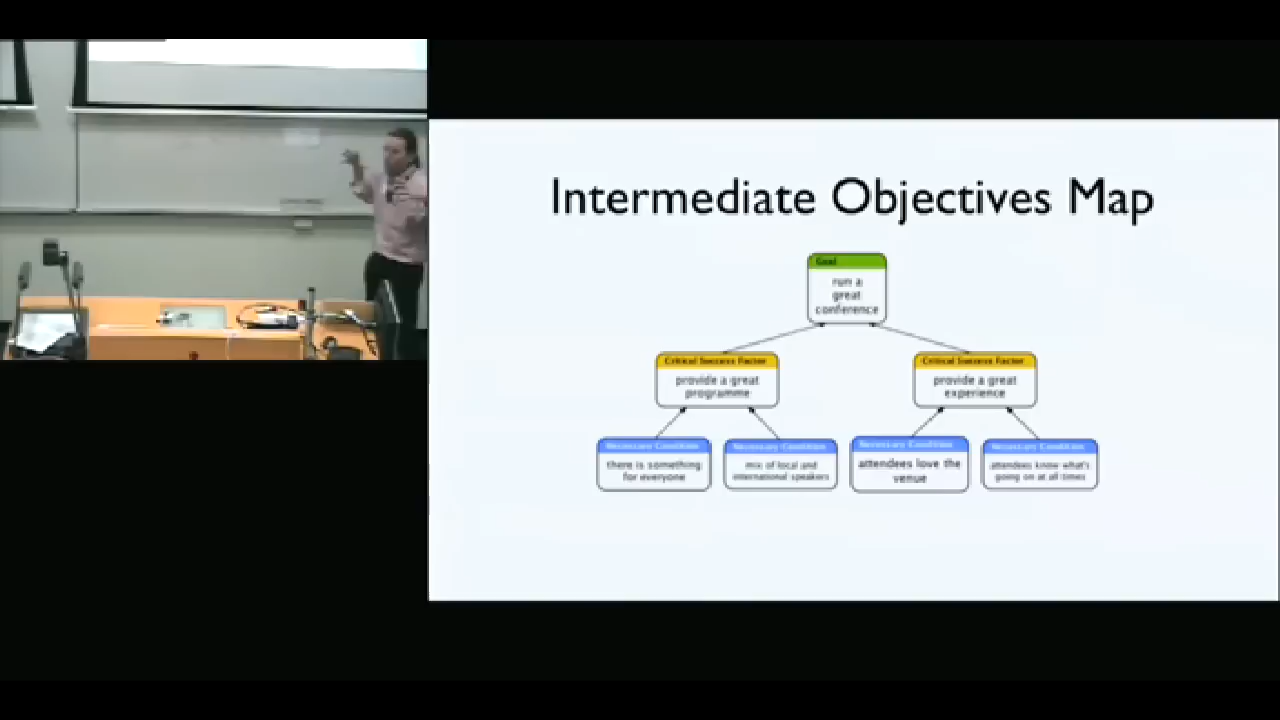 Intermediate Objectives Map
Goal
run a
great
conference
Critical Success Factor
provide a great
programme
Critical Success Factor
provide a great
experience
Necessary Condition
there is something
for everyone
Necessary Condition
mix of local and
international speakers
Necessary Condition
attendees love the
venue
Necessary Condition
attendees know what's
going on at all times